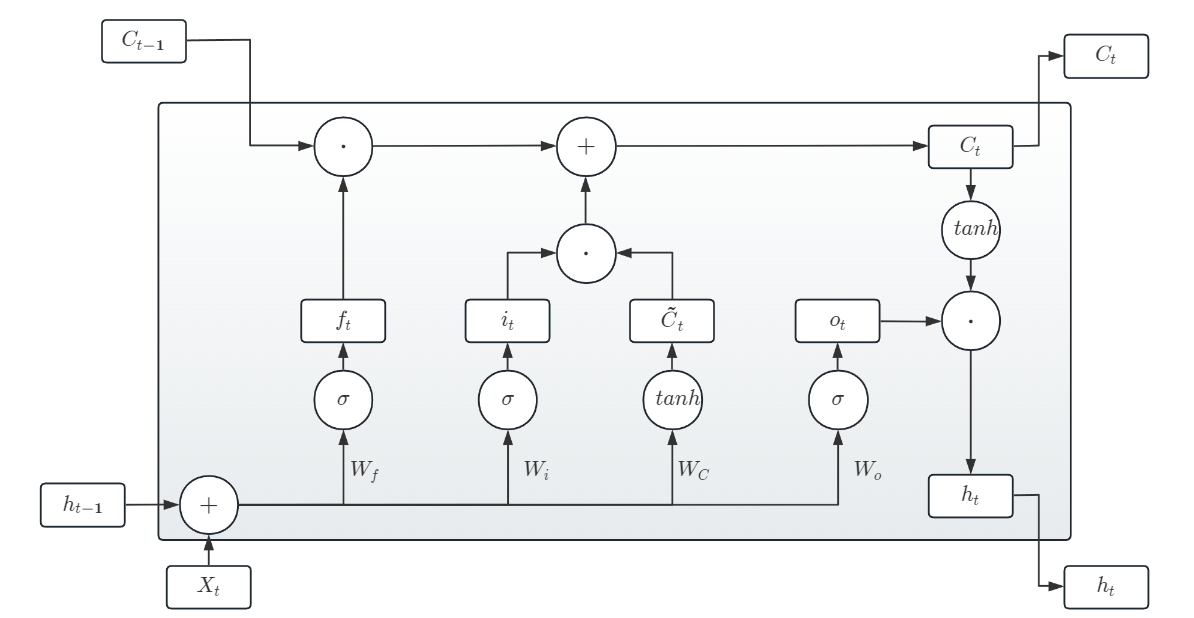 C_{t-1}
C_t
· + C_t
tanh
·
f_t i_t C̃_t o_t ·
σ σ tanh σ
W_f W_i W_C W_o
h_{t-1} + h_t
X_t h_t